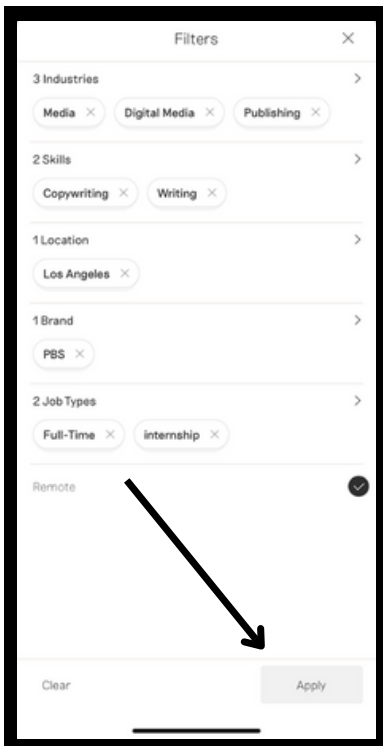 Filters
3 Industries
Media
Digital Media
Publishing
2 Skills
Copywriting
Writing
1 Location
Los Angeles
1 Brand
PBS
2 Job Types
Full-Time
internship
Remote
Clear
Apply